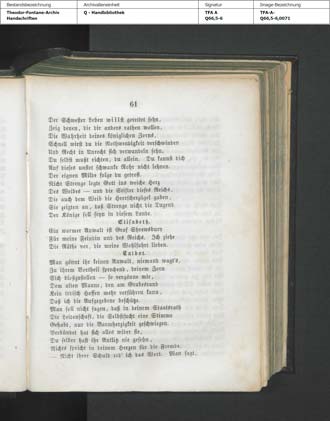 Bestandsbezeichnung
Theodor-Fontane-Archiv
Handschriften
Archivalieneinheit
Q - Handbibliothek
Signatur
TFA A
Q66,5-6
Image-Bezeichnung
TFA-A-
Q66,5-6,0071
61
Der Schwester Leben willst gerettet sehn,
Zeig denen, die dir anders rathen wollen,
Die Wahrheit deines königlichen Zorns,
Schnell wirst du die Nothwendigkeit verschwinden
Und Recht in Unrecht sich verwandeln sehn,
Du selbst mußt richten, du allein. Du kannst dich
Auf dieses unstet schwanke Rohr nicht lehnen.
Der eignen Milde folge du getrost.
Nicht Strenge legte Gott ins weiche Herz
Des Weibes — und die Stifter dieses Reichs,
Die auch dem Weib die Herrscherzügel gaben,
Sie zeigten an, daß Strenge nicht die Tugend
Der Könige soll seyn in diesem Lande.
Elisabeth.
Ein warmer Anwalt ist Graf Shrewsbury
Für meine Feindin und des Reichs. Ich ziehe
Die Räthe vor, die meine Wohlfahrt lieben.
Talbot.
Man gönnt ihr keinen Anwalt, niemand wagt's,
Zu ihrem Vortheil sprechend, deinem Zorn
Sich bloßzustellen — so vergönne mir,
Dem alten Manne, den am Grabesrand
Kein irdisch Hoffen mehr verführen kann,
Daß ich die Aufgegebene beschütze.
Man soll nicht sagen, daß in deinem Staatsrath
Die Leidenschaft, die Selbstsucht eine Stimme
Gehabt, nur die Barmherzigkeit geschwiegen.
Verbündet hat sich alles wider sie,
Du selber hast ihr Antlitz nie gesehn,
Nichts spricht in deinem Herzen für die Fremde.
— Nicht ihrer Schuld red' ich das Wort. Man sagt,